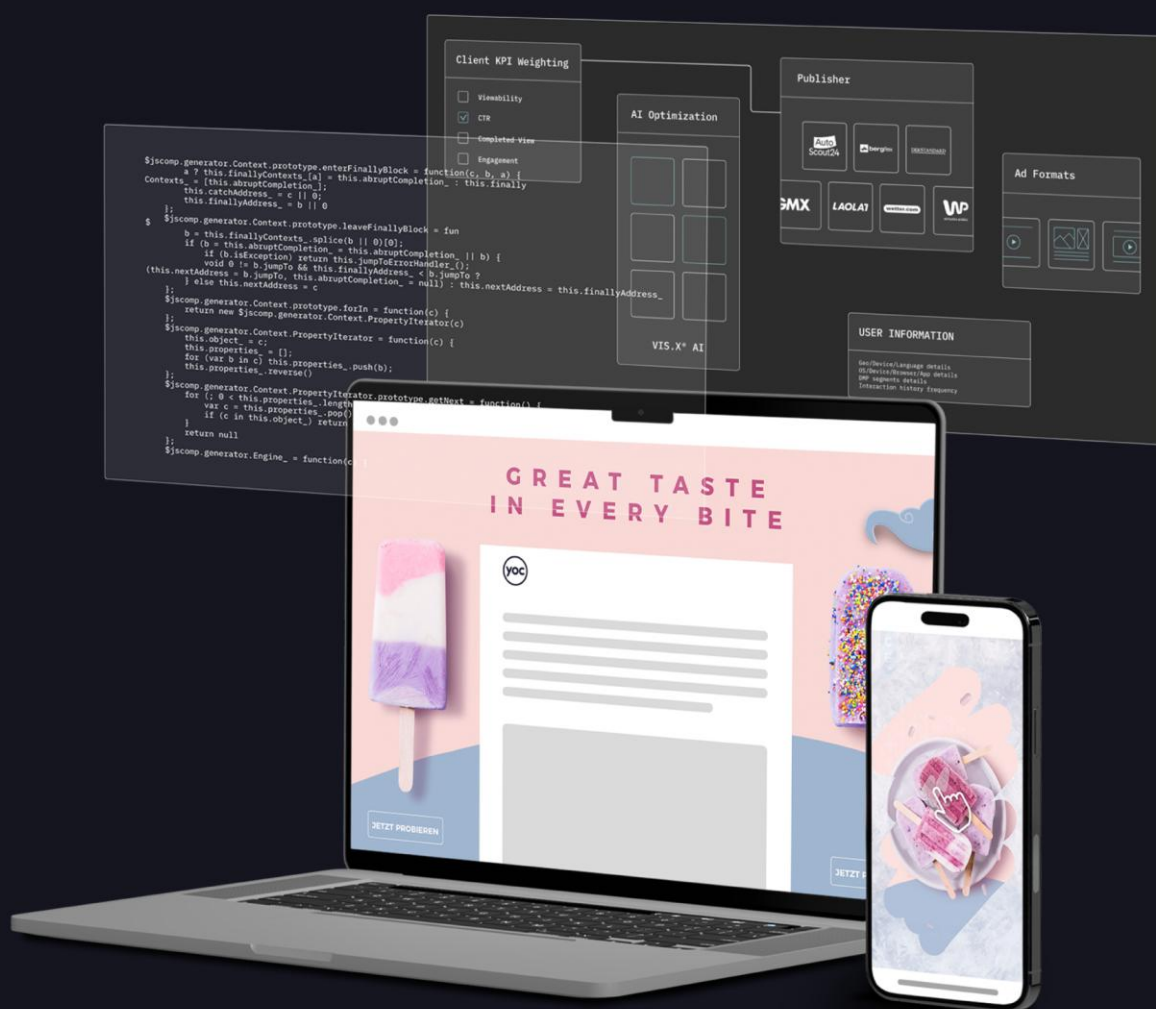 Client KPI Weighting
Viewability
CTR
Completed View
Engagement
AI Optimization
VIS.X® AI
Publisher
Auto
Scout24
bergfex
DERSTANDARD
GMX
LAOLA1
wetter.com
WP
Ad Formats
USER INFORMATION
Geo/Device/Language details
OS/Device/Browser/App details
DMP segments details
Interaction history frequency
$jscomp.generator.Context.prototype.enterFinallyBlock = function(c, b, a) {
a ? this.finallyContexts_[a] = this.abruptCompletion_ : this.finally
Contexts_ = [this.abruptCompletion_];
this.catchAddress_ = c || 0;
this.finallyAddress_ = b || 0
};
$jscomp.generator.Context.prototype.leaveFinallyBlock = fun
$
b = this.finallyContexts_.splice(b || 0)[0];
if (b = this.abruptCompletion_ = this.abruptCompletion_ || b) {
if (b.isException) return this.jumpToErrorHandler_();
void 0 != b.jumpTo && this.finallyAddress_ < b.jumpTo ?
(this.nextAddress = b.jumpTo, this.abruptCompletion_ = null) : this.nextAddress = this.finallyAddress_
} else this.nextAddress = c
};
$jscomp.generator.Context.prototype.forIn = function(c) {
return new $jscomp.generator.Context.PropertyIterator(c)
};
$jscomp.generator.Context.PropertyIterator = function(c) {
this.object_ = c;
this.properties_ = [];
for (var b in c) this.properties_.push(b);
this.properties_.reverse()
};
$jscomp.generator.Context.PropertyIterator.prototype.getNext = function() {
for (; 0 < this.properties_.length
var c = this.properties_.pop()
if (c in this.object_) return
}
return null
};
$jscomp.generator.Engine_ = function(c) {
GREAT TASTE
IN EVERY BITE
yoc
JETZT PROBIEREN
JETZT P